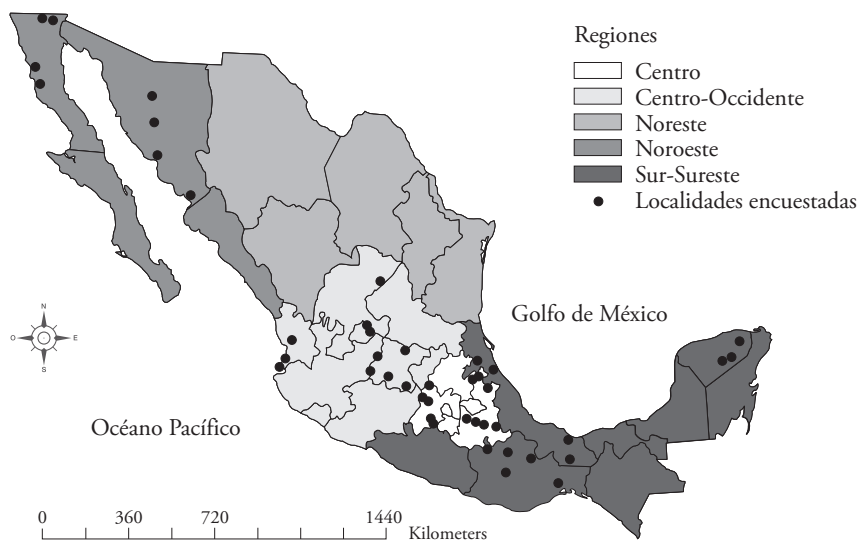 Regiones
Centro
Centro-Occidente
Noreste
Noroeste
Sur-Sureste
Localidades encuestadas
Golfo de México
N
O E
S
Océano Pacífico
0 360 720 1440
Kilometers